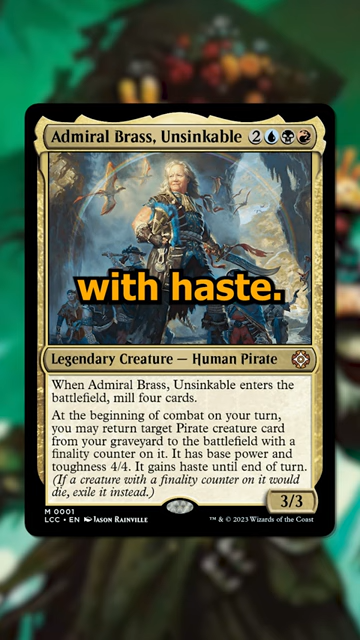 Admiral Brass, Unsinkable 2
with haste.
Legendary Creature — Human Pirate
When Admiral Brass, Unsinkable enters the
battlefield, mill four cards.
At the beginning of combat on your turn,
you may return target Pirate creature card
from your graveyard to the battlefield with a
finality counter on it. It has base power and
toughness 4/4. It gains haste until end of turn.
(If a creature with a finality counter on it would
die, exile it instead.)
3/3
M 0001
LCC • EN Jason Rainville
™ & © 2023 Wizards of the Coast